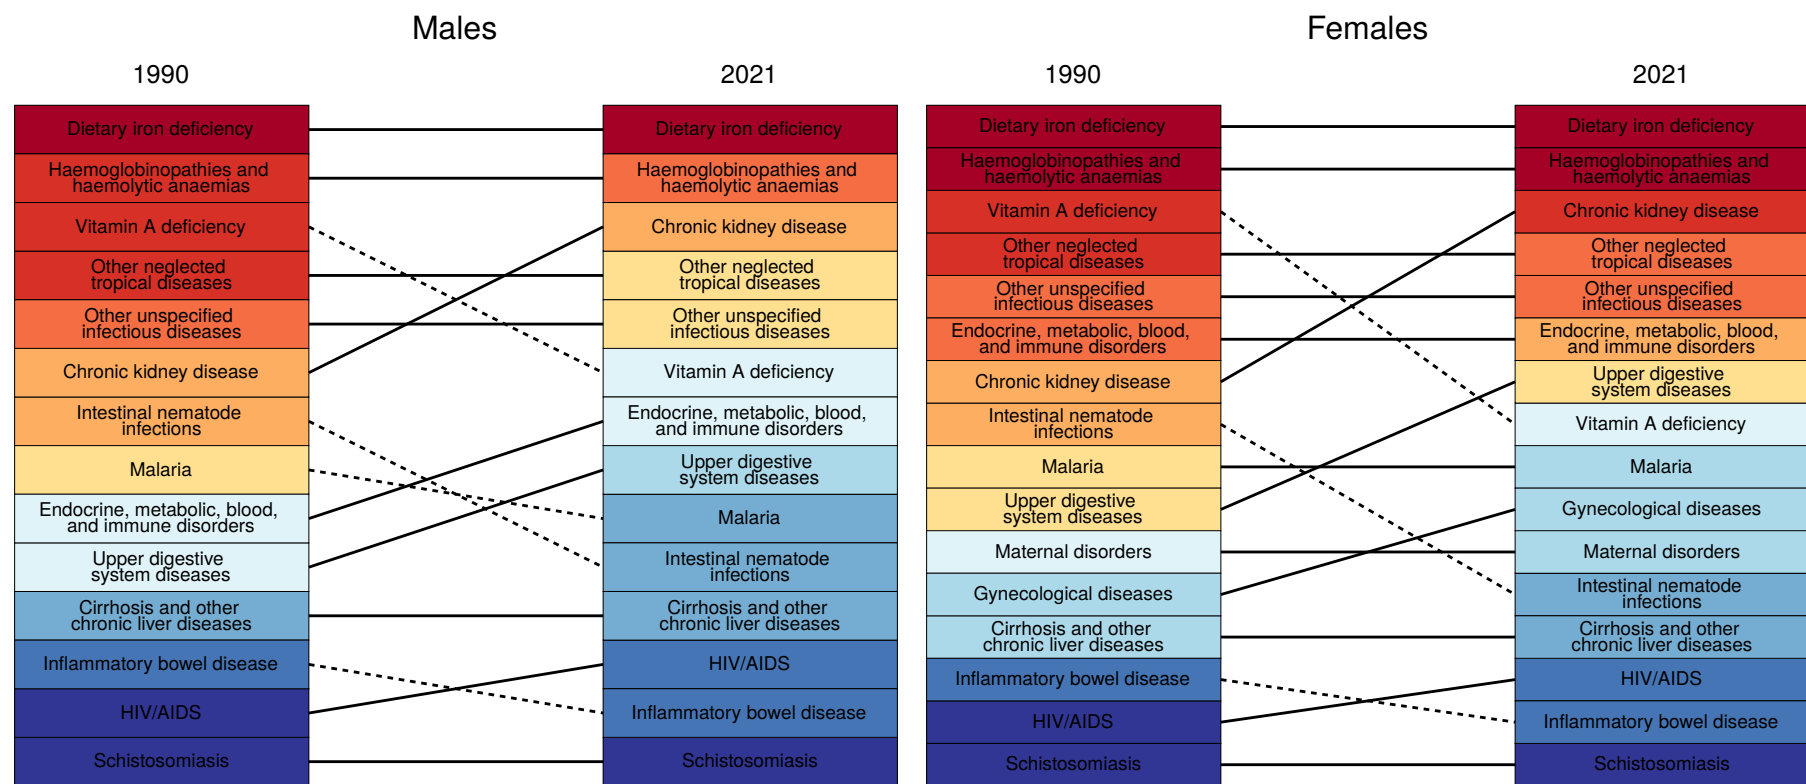 Males
1990
2021
Dietary iron deficiency
Haemoglobinopathies and
haemolytic anaemias
Vitamin A deficiency
Other neglected
tropical diseases
Other unspecified
infectious diseases
Chronic kidney disease
Intestinal nematode
infections
Malaria
Endocrine, metabolic, blood,
and immune disorders
Upper digestive
system diseases
Cirrhosis and other
chronic liver diseases
Inflammatory bowel disease
HIV/AIDS
Schistosomiasis
Dietary iron deficiency
Haemoglobinopathies and
haemolytic anaemias
Chronic kidney disease
Other neglected
tropical diseases
Other unspecified
infectious diseases
Vitamin A deficiency
Endocrine, metabolic, blood,
and immune disorders
Upper digestive
system diseases
Malaria
Intestinal nematode
infections
Cirrhosis and other
chronic liver diseases
HIV/AIDS
Inflammatory bowel disease
Schistosomiasis
Females
1990
2021
Dietary iron deficiency
Haemoglobinopathies and
haemolytic anaemias
Vitamin A deficiency
Other neglected
tropical diseases
Other unspecified
infectious diseases
Endocrine, metabolic, blood,
and immune disorders
Chronic kidney disease
Intestinal nematode
infections
Malaria
Upper digestive
system diseases
Maternal disorders
Gynecological diseases
Cirrhosis and other
chronic liver diseases
Inflammatory bowel disease
HIV/AIDS
Schistosomiasis
Dietary iron deficiency
Haemoglobinopathies and
haemolytic anaemias
Chronic kidney disease
Other neglected
tropical diseases
Other unspecified
infectious diseases
Endocrine, metabolic, blood,
and immune disorders
Upper digestive
system diseases
Vitamin A deficiency
Malaria
Gynecological diseases
Maternal disorders
Intestinal nematode
infections
Cirrhosis and other
chronic liver diseases
HIV/AIDS
Inflammatory bowel disease
Schistosomiasis